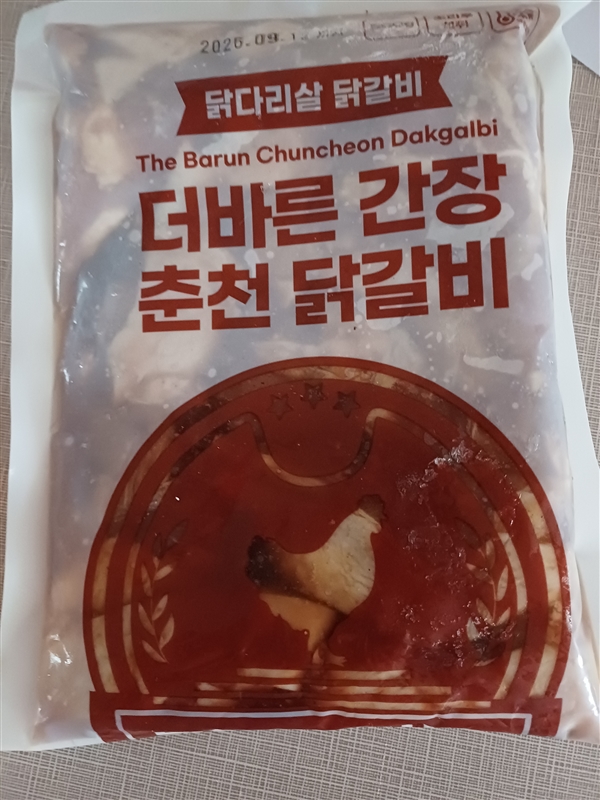 닭다리살 닭갈비
The Barun Chuncheon Dakgalbi
더바른 간장
춘천 닭갈비